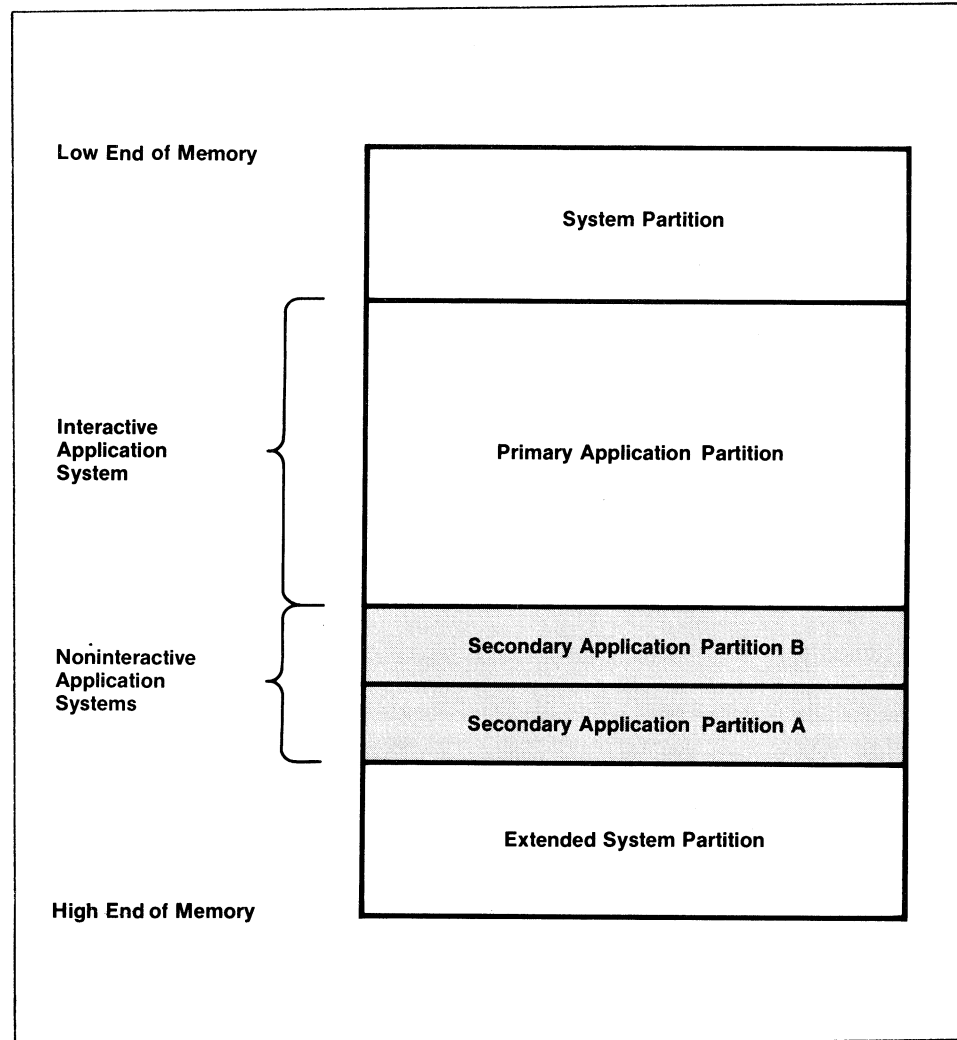 Low End of Memory
System Partition
Interactive
Application
System
Primary Application Partition
Secondary Application Partition B
Noninteractive
Application
Systems
Secondary Application Partition A
Extended System Partition
High End of Memory